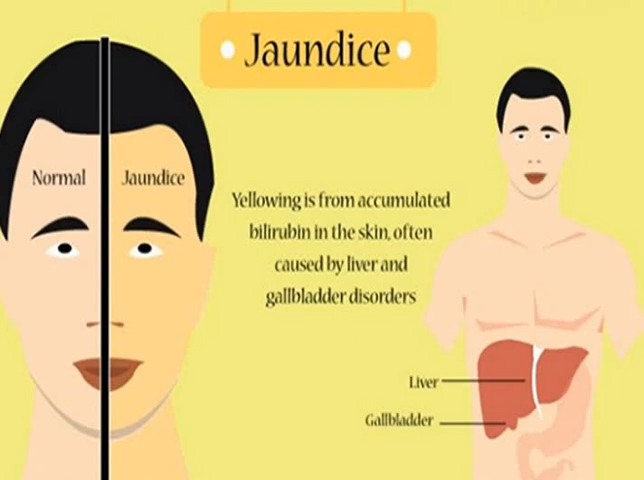 Jaundice
Normal
Jaundice
Yellowing is from accumulated
bilirubin in the skin, often
caused by liver and
gallbladder disorders
Liver
Gallbladder